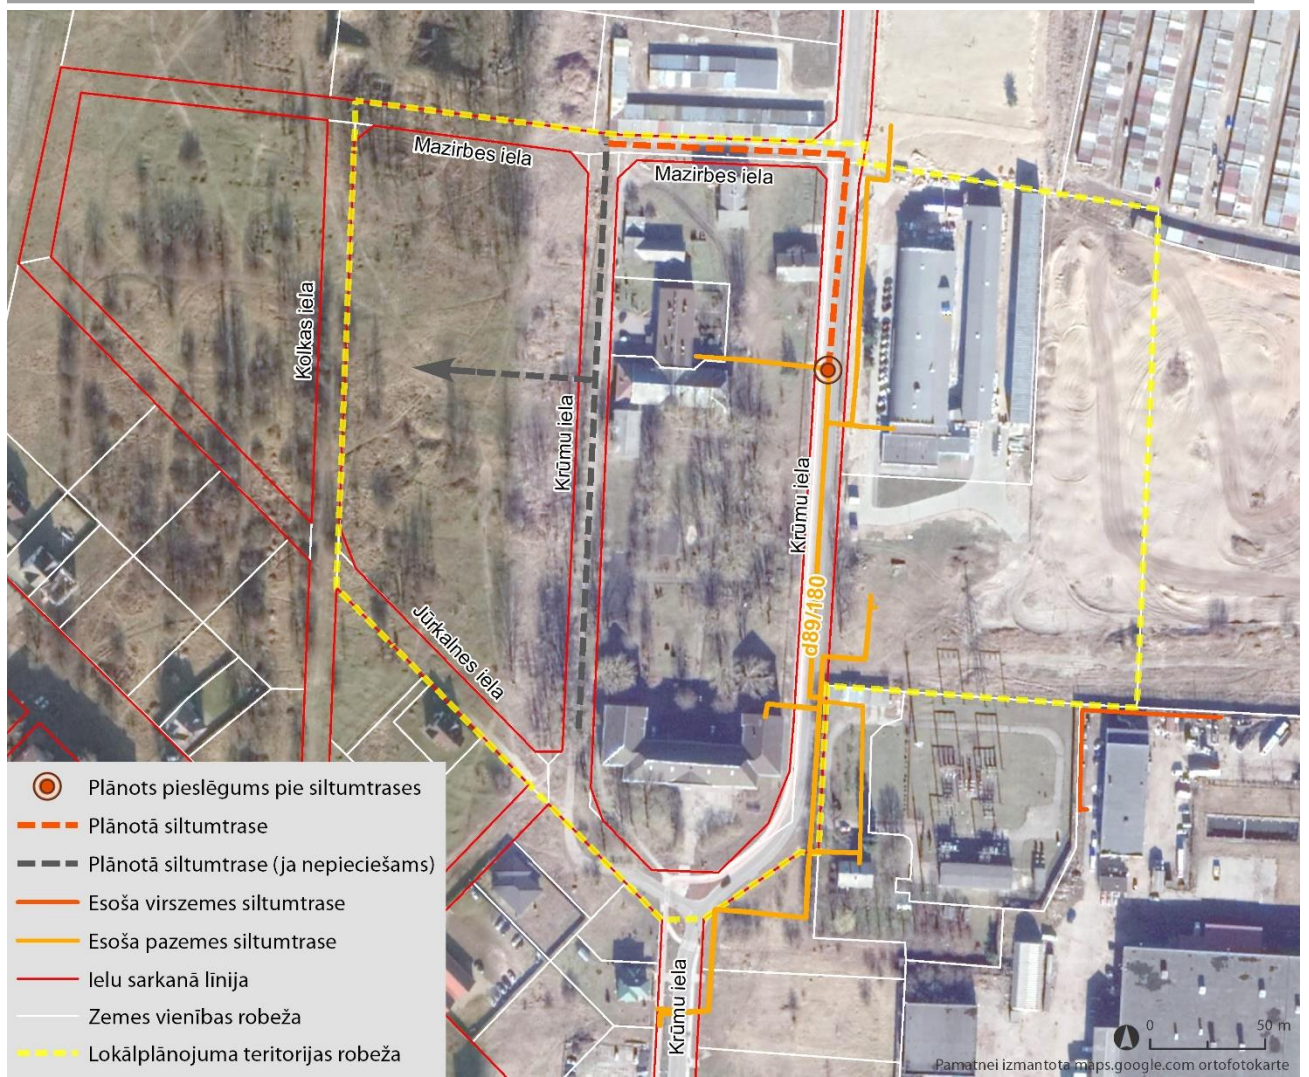 Mazirbes iela
Mazirbes iela
Kolkas iela
Krūmu iela
Krūmu iela
d89/180
Jūrkalnes iela
Krūmu iela
Plānots pieslēgums pie siltumtrases
Plānotā siltumtrase
Plānotā siltumtrase (ja nepieciešams)
Esoša virszemes siltumtrase
Esoša pazemes siltumtrase
Ielu sarkanā līnija
Zemes vienības robeža
Lokālplānojuma teritorijas robeža
0 50 m
Pamatnei izmantota maps.google.com ortofotokarte